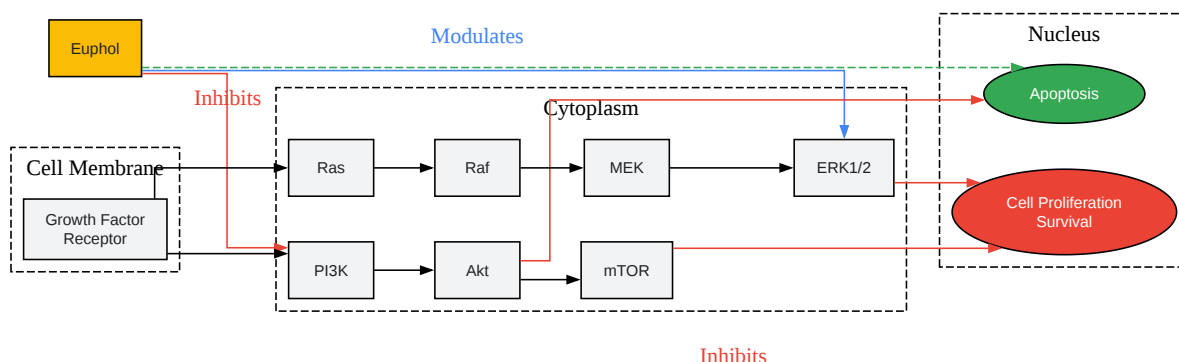 Euphol
Modulates
Nucleus
Inhibits
Apoptosis
Cytoplasm
Cell Membrane
Ras
Raf
MEK
ERK1/2
Growth Factor
Receptor
Cell Proliferation
Survival
PI3K
Akt
mTOR
Inhibits